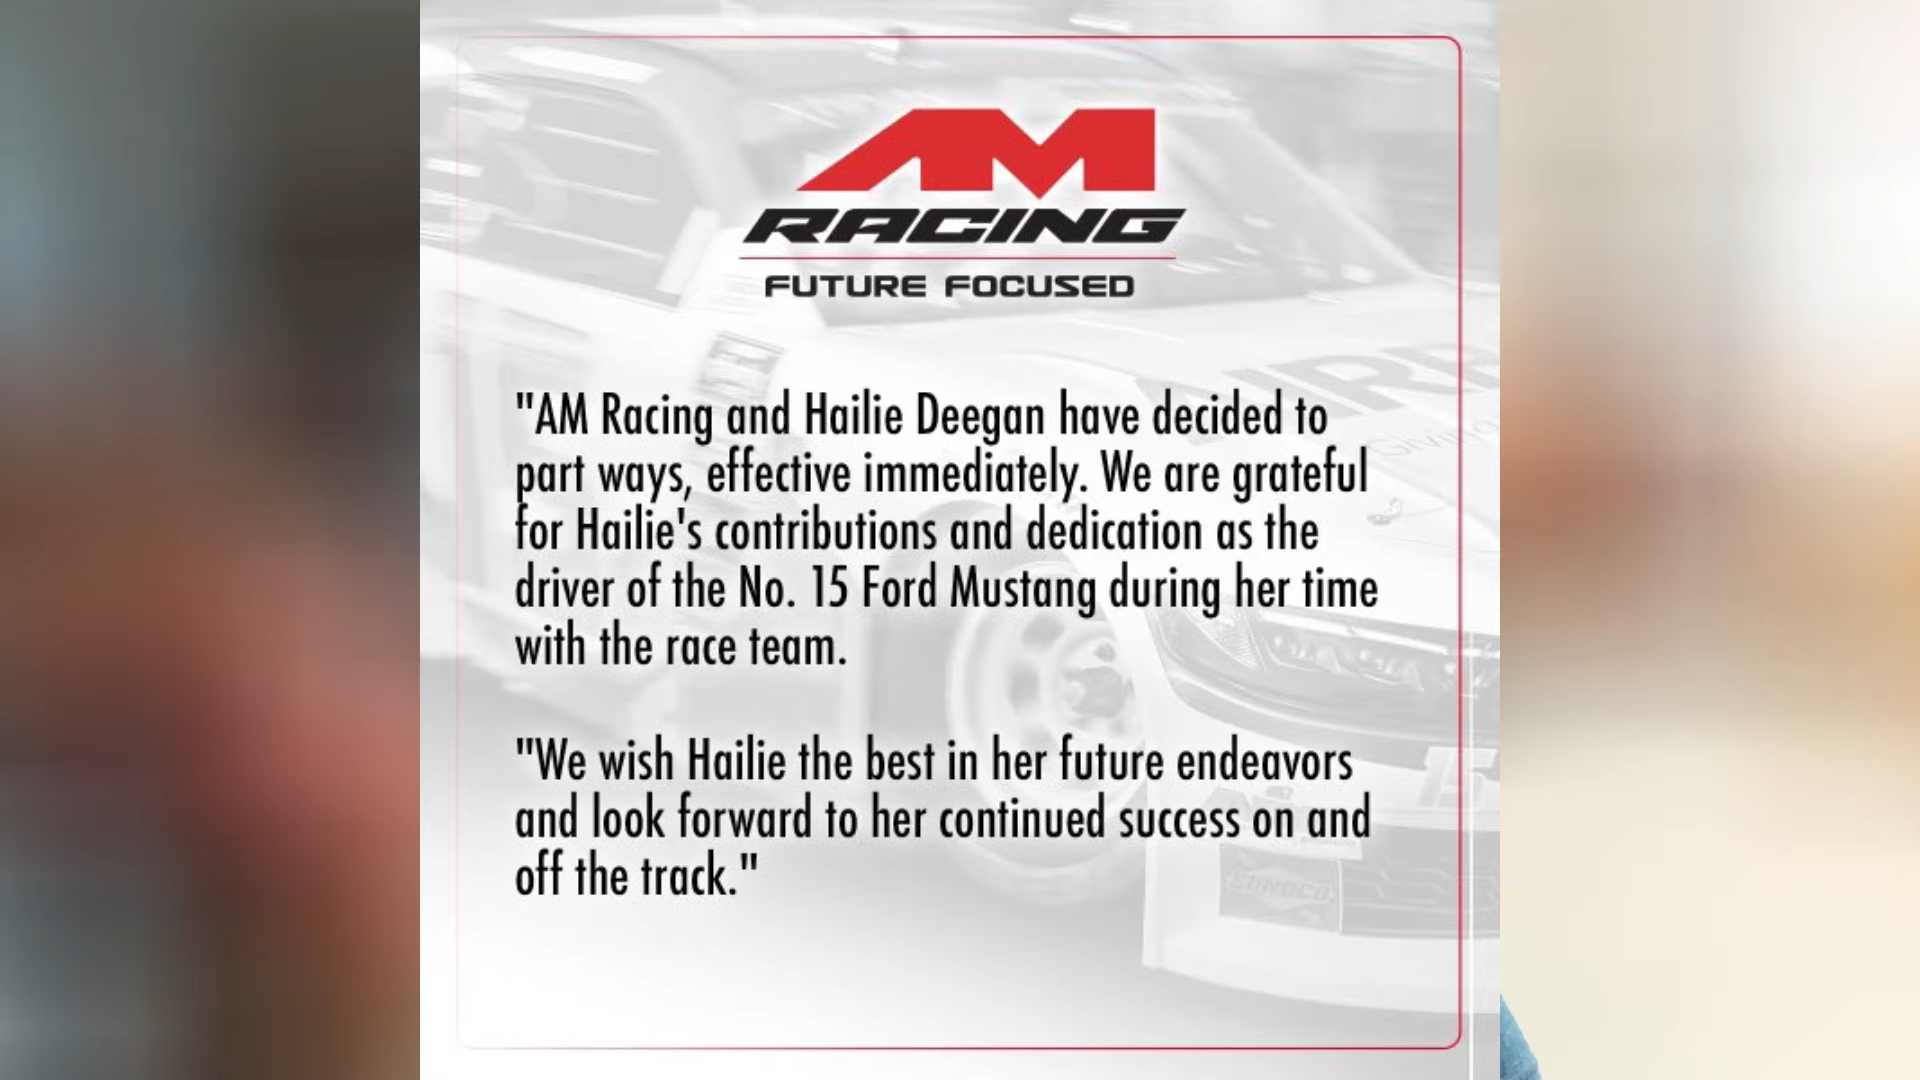 AM
RACING
FUTURE FOCUSED
"AM Racing and Hailie Deegan have decided to
part ways, effective immediately. We are grateful
for Hailie's contributions and dedication as the
driver of the No. 15 Ford Mustang during her time
with the race team.
"We wish Hailie the best in her future endeavors
and look forward to her continued success on and
off the track."
SUNOCO